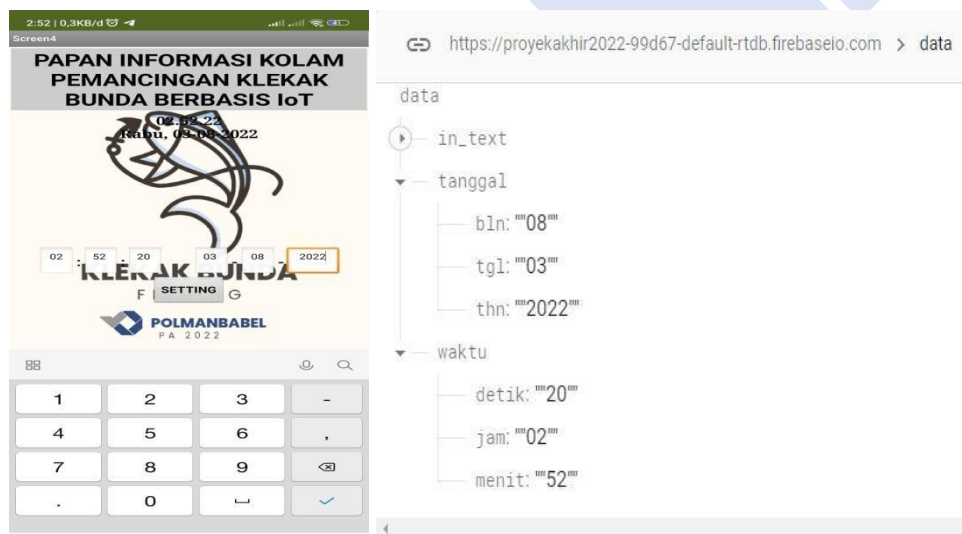 2:52 | 0,3KB/d
Screen4
PAPAN INFORMASI KOLAM
PEMANCINGAN KLEKAK
BUNDA BERBASIS IoT
02.52.22
Rabu, 03-08-2022
02 : 52 : 20 03 - 08 - 2022
KLEKAK BUNDA
SETTING
POLMANBABEL
PA 2022
1 2 3 -
4 5 6 ,
7 8 9
. 0
https://proyekakhir2022-99d67-default-rtdb.firebaseio.com > data
data
in_text
tanggal
bln: ""08""
tgl: ""03""
thn: ""2022""
waktu
detik: ""20""
jam: ""02""
menit: ""52""